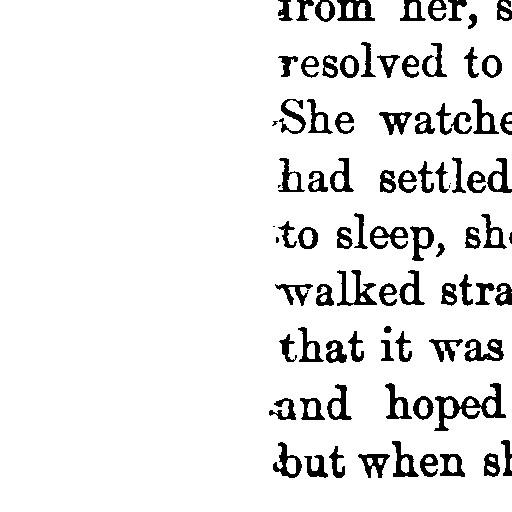 from her, s
resolved to
She watche
had settled
to sleep, sh
walked stra
that it was
and hoped
but when sh